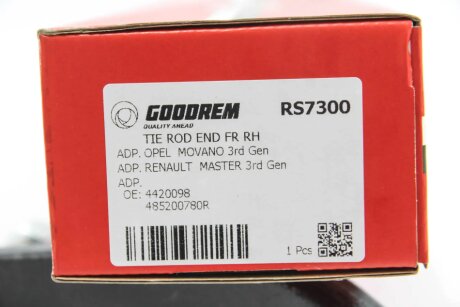 GOODREM
QUALITY AHEAD
RS7300
TIE ROD END FR RH
ADP. OPEL MOVANO 3rd Gen
ADP. RENAULT MASTER 3rd Gen
ADP.
OE: 4420098
485200780R
1 Pcs